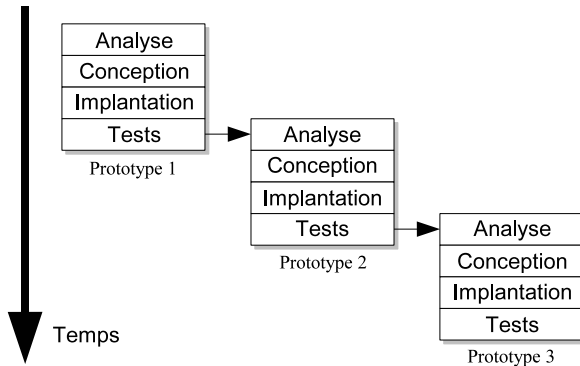 Analyse
Conception
Implantation
Tests
Prototype 1
Analyse
Conception
Implantation
Tests
Prototype 2
Analyse
Conception
Implantation
Tests
Prototype 3
Temps